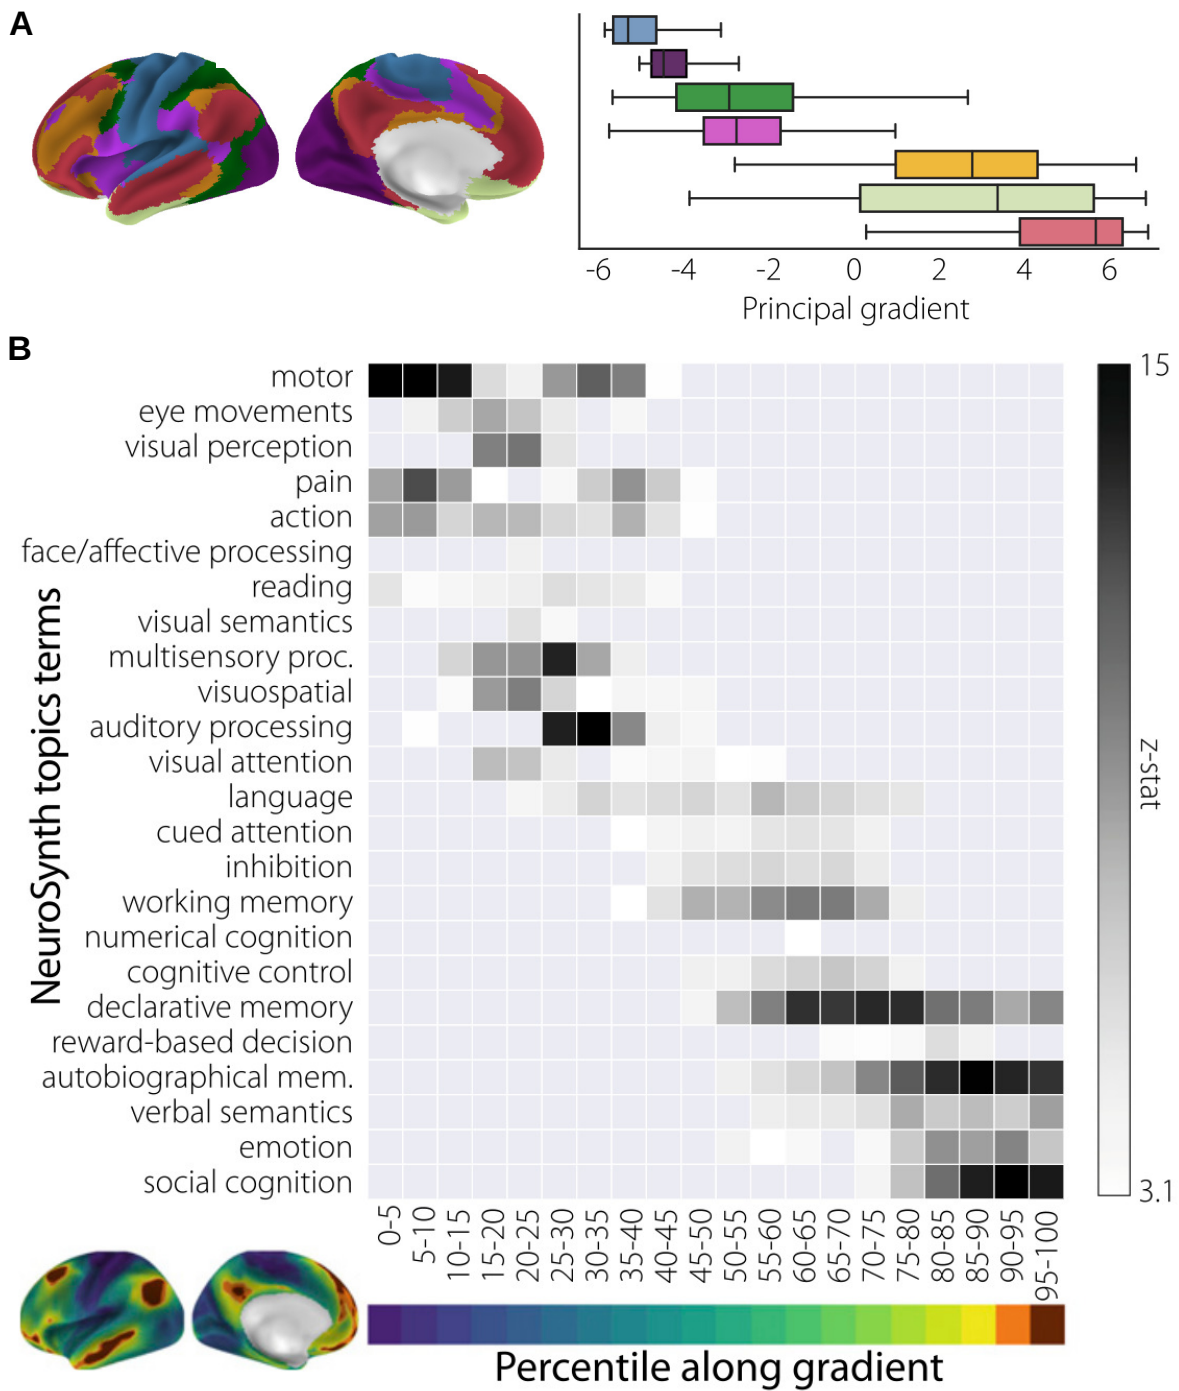 A
-6 -4 -2 0 2 4 6
Principal gradient
B
motor
eye movements
visual perception
pain
action
face/affective processing
reading
visual semantics
multisensory proc.
visuospatial
auditory processing
visual attention
language
cued attention
inhibition
working memory
numerical cognition
cognitive control
declarative memory
reward-based decision
autobiographical mem.
verbal semantics
emotion
social cognition
NeuroSynth topics terms
15
z-stat
3.1
0-5 5-10 10-15 15-20 20-25 25-30 30-35 35-40 40-45 45-50 50-55 55-60 60-65 65-70 70-75 75-80 80-85 85-90 90-95 95-100
Percentile along gradient